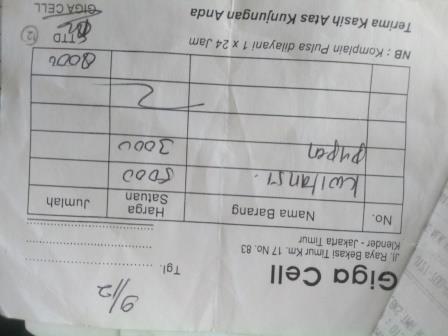 Giga Cell
Jl. Raya Bekasi Timur Km. 17 No. 83
Klender - Jakarta Timur
Tgl. 9/12
No. Nama Barang Harga Satuan Jumlah
kwitansi. 5000
pupen 3000
8000
NB : Komplain Pulsa dilayani 1 x 24 Jam
Terima Kasih Atas Kunjungan Anda
TTD
GIGA CELL